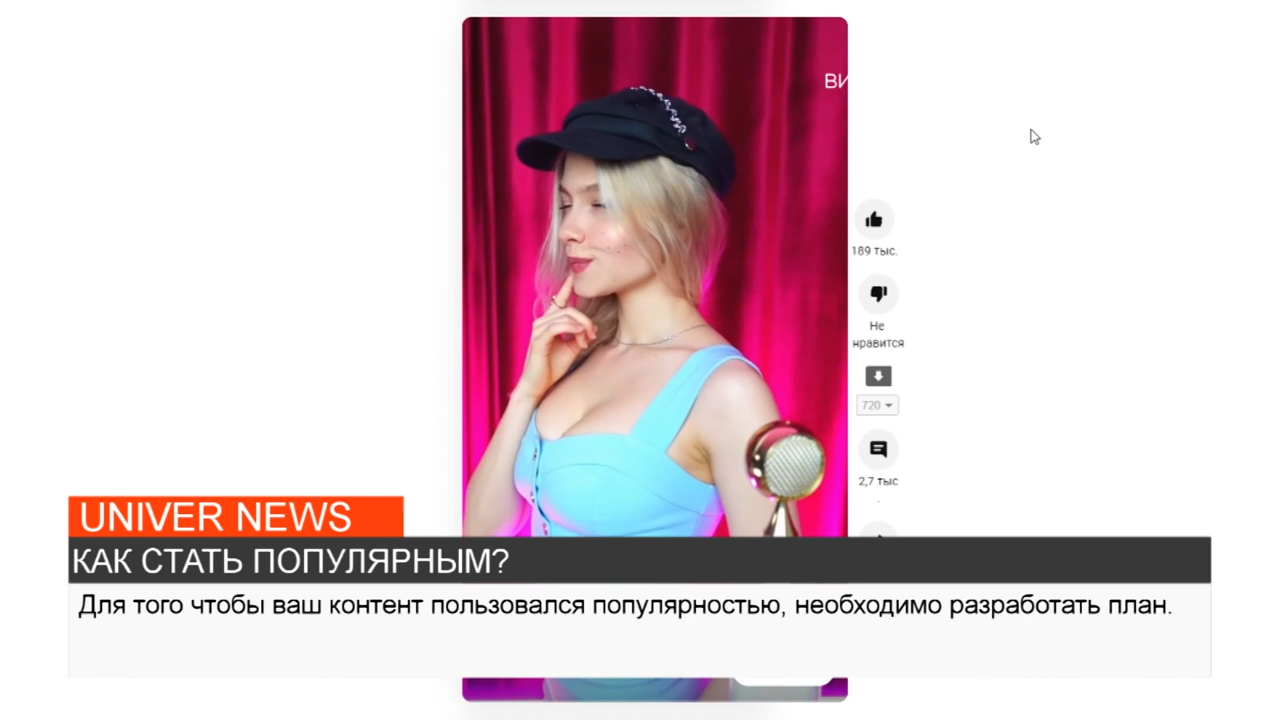 ВИ
189 тыс.
Не
нравится
720
2,7 тыс
UNIVER NEWS
КАК СТАТЬ ПОПУЛЯРНЫМ?
Для того чтобы ваш контент пользовался популярностью, необходимо разработать план.